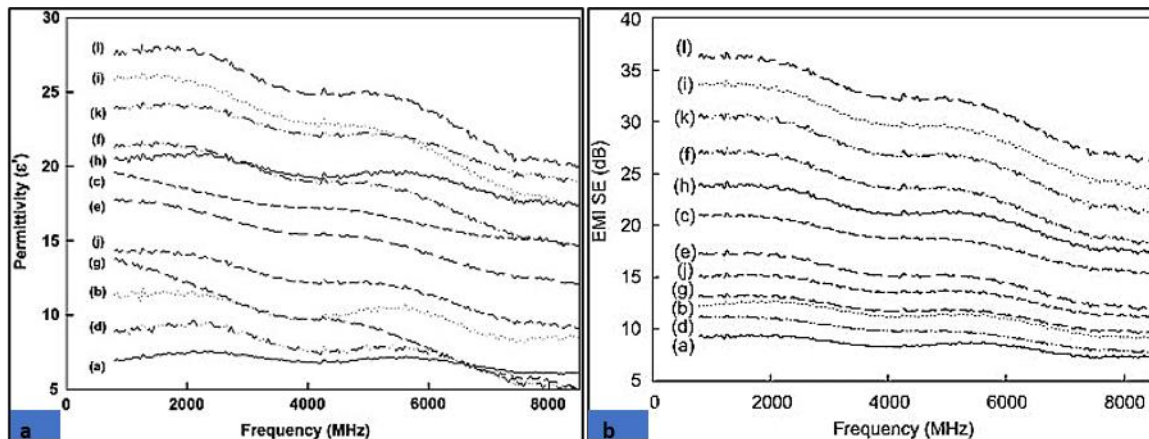 30
25
20
15
10
5
Permittivity (ε')
(l)
(i)
(k)
(f)
(h)
(c)
(e)
(j)
(g)
(b)
(d)
(a)
0 2000 4000 6000 8000
Frequency (MHz)
a
40
35
30
25
20
15
10
5
EMI SE (dB)
(l)
(i)
(k)
(f)
(h)
(c)
(e)
(j)
(g)
(b)
(d)
(a)
0 2000 4000 6000 8000
Frequency (MHz)
b